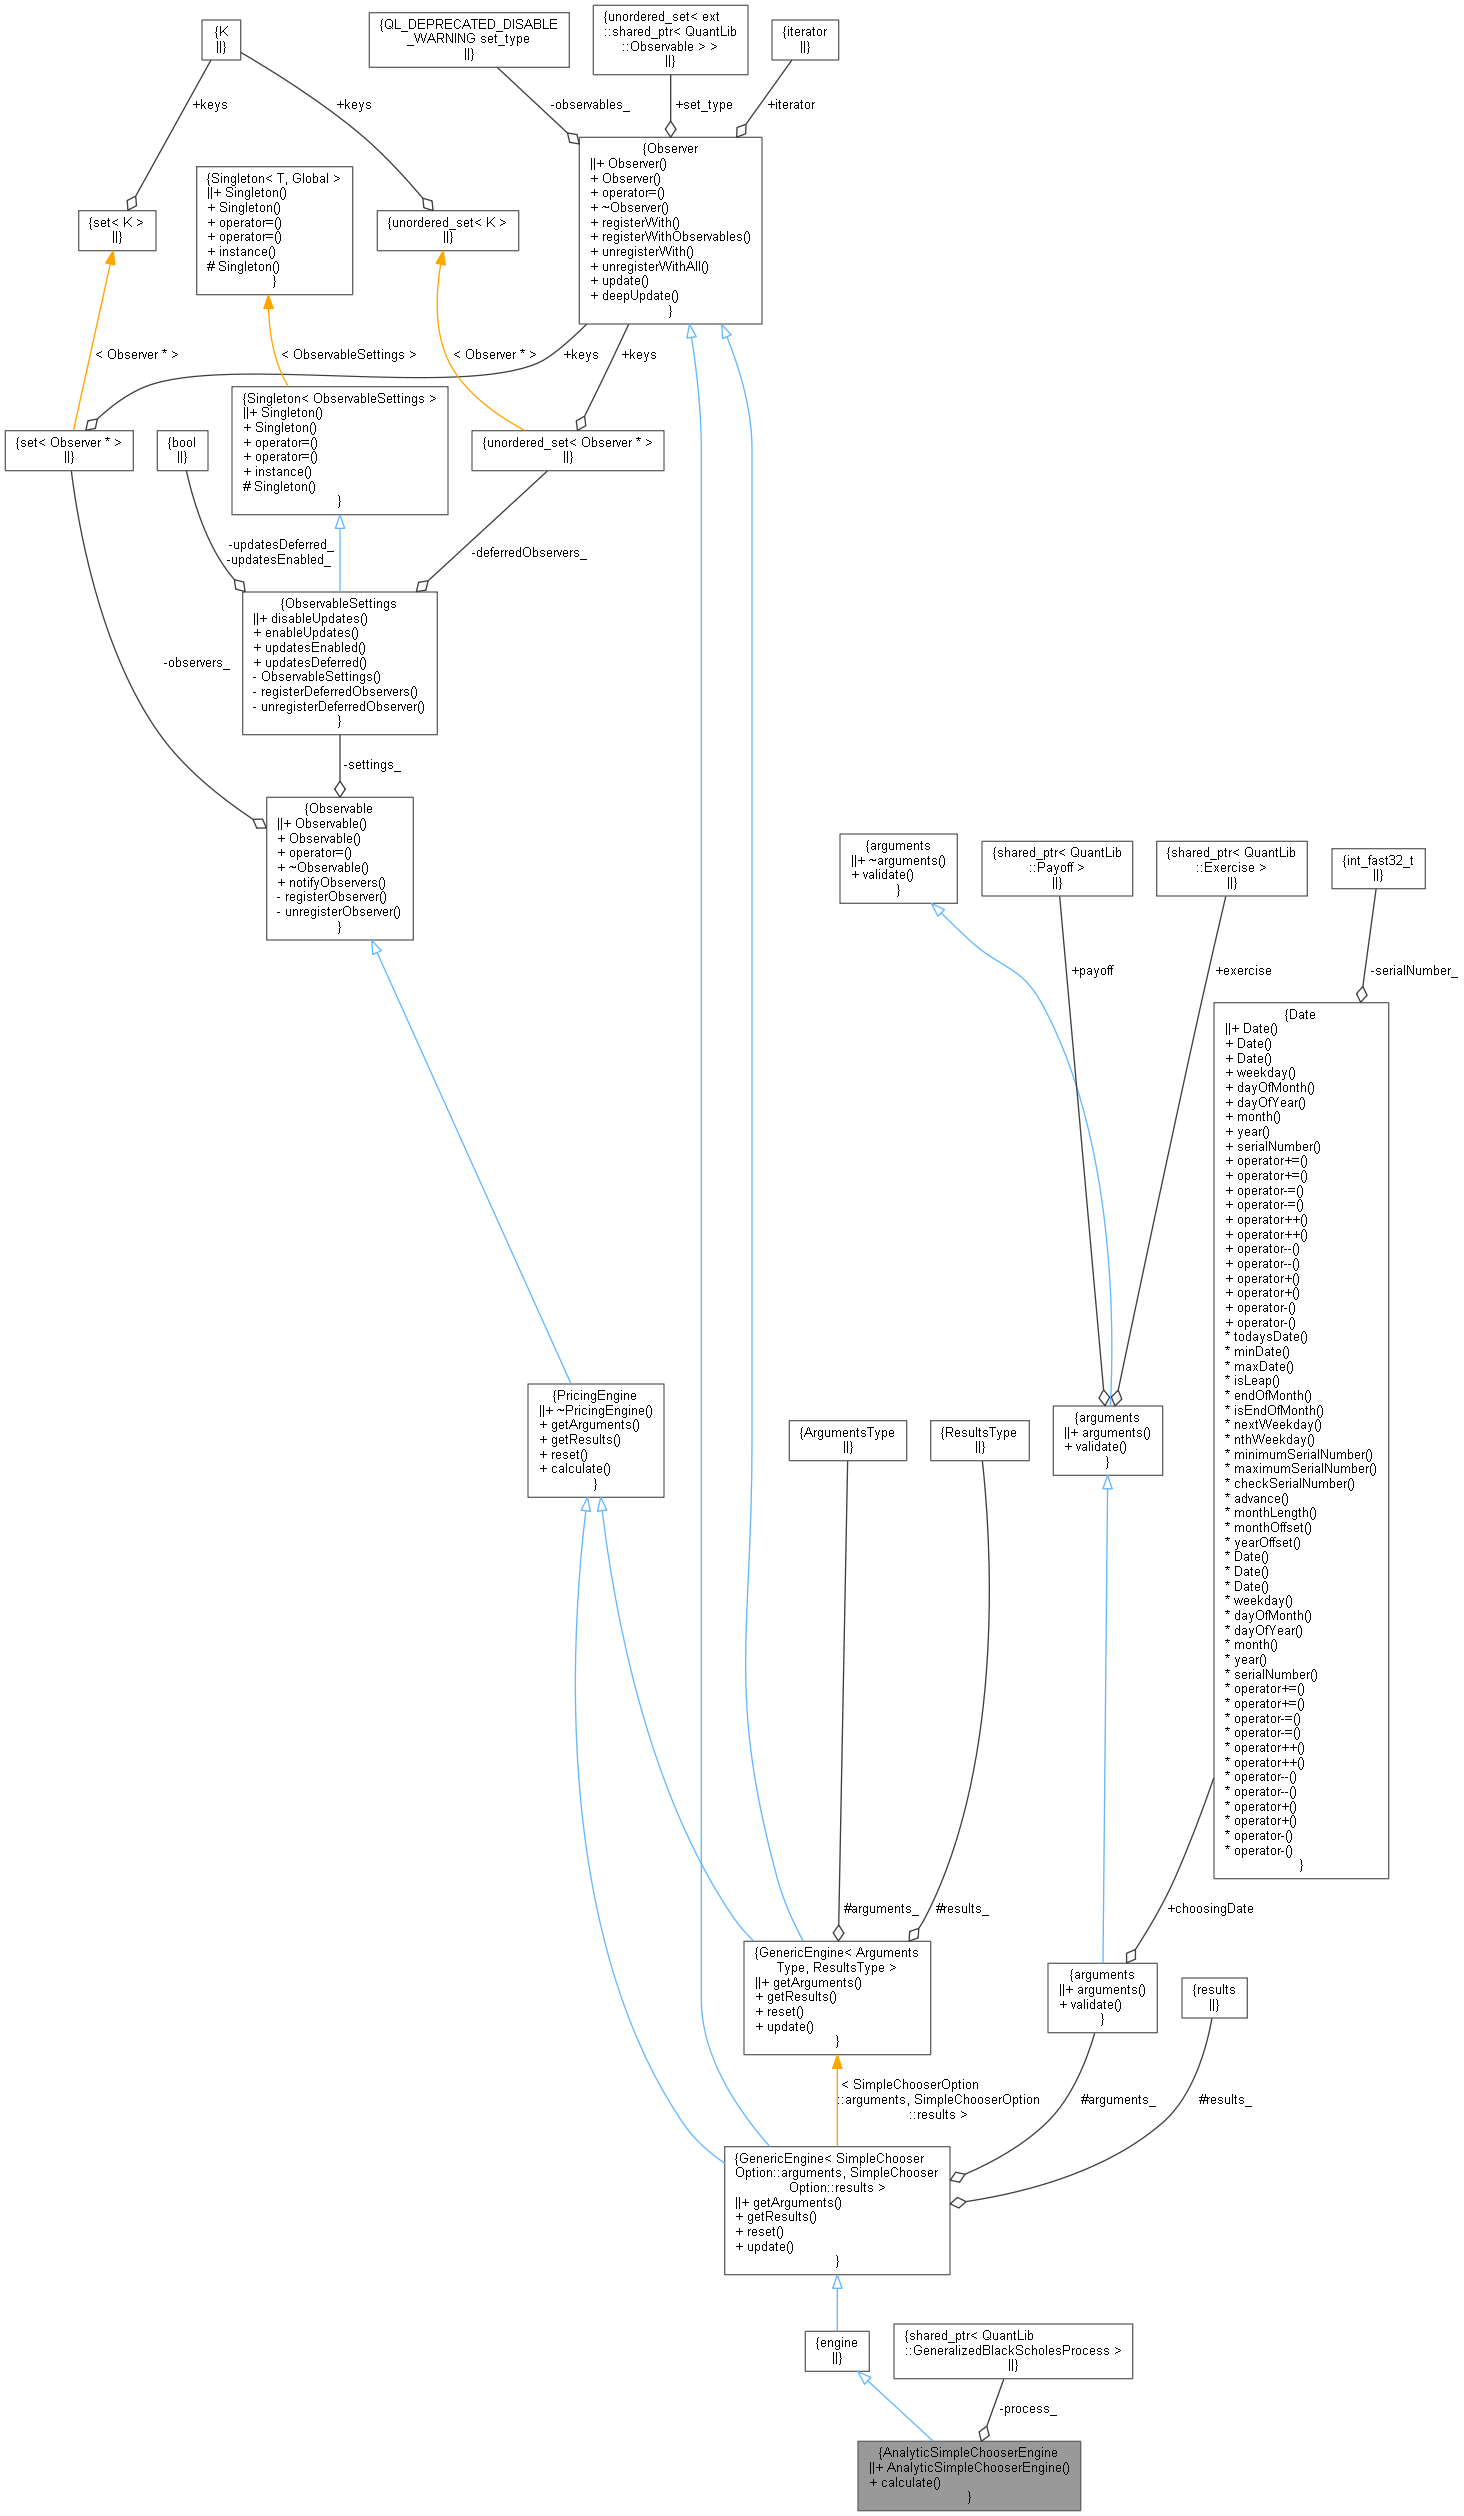 {K
||}
{QL_DEPRECATED_DISABLE
_WARNING set_type
||}
{unordered_set< ext
::shared_ptr< QuantLib
::Observable > >
||}
{iterator
||}
+keys
+keys
-observables_
+set_type
+iterator
{set< K >
||}
{Singleton< T, Global >
||+ Singleton()
+ Singleton()
+ operator=()
+ operator=()
+ instance()
# Singleton()
}
{unordered_set< K >
||}
{Observer
||+ Observer()
+ Observer()
+ operator=()
+ ~Observer()
+ registerWith()
+ registerWithObservables()
+ unregisterWith()
+ unregisterWithAll()
+ update()
+ deepUpdate()
}
< Observer * >
< ObservableSettings >
< Observer * >
+keys
+keys
{set< Observer * >
||}
{bool
||}
{Singleton< ObservableSettings >
||+ Singleton()
+ Singleton()
+ operator=()
+ operator=()
+ instance()
# Singleton()
}
{unordered_set< Observer * >
||}
-updatesDeferred_
-updatesEnabled_
-deferredObservers_
-observers_
{ObservableSettings
||+ disableUpdates()
+ enableUpdates()
+ updatesEnabled()
+ updatesDeferred()
- ObservableSettings()
- registerDeferredObservers()
- unregisterDeferredObserver()
}
-settings_
{Observable
||+ Observable()
+ Observable()
+ operator=()
+ ~Observable()
+ notifyObservers()
- registerObserver()
- unregisterObserver()
}
{arguments
||+ ~arguments()
+ validate()
}
{shared_ptr< QuantLib
::Payoff >
||}
{shared_ptr< QuantLib
::Exercise >
||}
{int_fast32_t
||}
+payoff
+exercise
-serialNumber_
{Date
||+ Date()
+ Date()
+ Date()
+ weekday()
+ dayOfMonth()
+ dayOfYear()
+ month()
+ year()
+ serialNumber()
+ operator+=()
+ operator+=()
+ operator-=()
+ operator-=()
+ operator++()
+ operator++()
+ operator--()
+ operator--()
+ operator+()
+ operator+()
+ operator-()
+ operator-()
* todaysDate()
* minDate()
* maxDate()
* isLeap()
* endOfMonth()
* isEndOfMonth()
* nextWeekday()
* nthWeekday()
* minimumSerialNumber()
* maximumSerialNumber()
* checkSerialNumber()
* advance()
* monthLength()
* monthOffset()
* yearOffset()
* Date()
* Date()
* Date()
* weekday()
* dayOfMonth()
* dayOfYear()
* month()
* year()
* serialNumber()
* operator+=()
* operator+=()
* operator-=()
* operator-=()
* operator++()
* operator++()
* operator--()
* operator--()
* operator+()
* operator+()
* operator-()
* operator-()
}
{PricingEngine
||+ ~PricingEngine()
+ getArguments()
+ getResults()
+ reset()
+ calculate()
}
{ArgumentsType
||}
{ResultsType
||}
{arguments
||+ arguments()
+ validate()
}
#arguments_
#results_
+choosingDate
{GenericEngine< Arguments
Type, ResultsType >
||+ getArguments()
+ getResults()
+ reset()
+ update()
}
{arguments
||+ arguments()
+ validate()
}
{results
||}
< SimpleChooserOption
::arguments, SimpleChooserOption
::results >
#arguments_
#results_
{GenericEngine< SimpleChooser
Option::arguments, SimpleChooser
Option::results >
||+ getArguments()
+ getResults()
+ reset()
+ update()
}
{engine
||}
{shared_ptr< QuantLib
::GeneralizedBlackScholesProcess >
||}
-process_
{AnalyticSimpleChooserEngine
||+ AnalyticSimpleChooserEngine()
+ calculate()
}